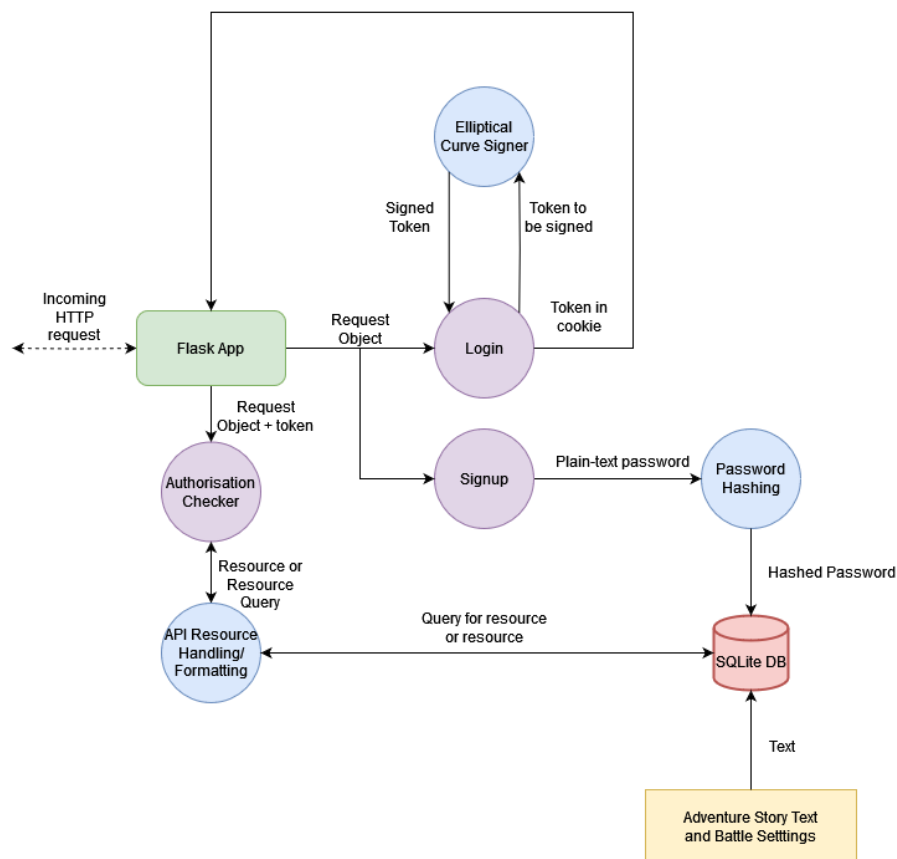 Elliptical
Curve Signer
Signed
Token
Token to
be signed
Incoming
HTTP
request
Flask App
Request
Object
Login
Token in
cookie
Request
Object + token
Authorisation
Checker
Signup
Plain-text password
Password
Hashing
Resource or
Resource
Query
Hashed Password
API Resource
Handling/
Formatting
Query for resource
or resource
SQLite DB
Text
Adventure Story Text
and Battle Setttings